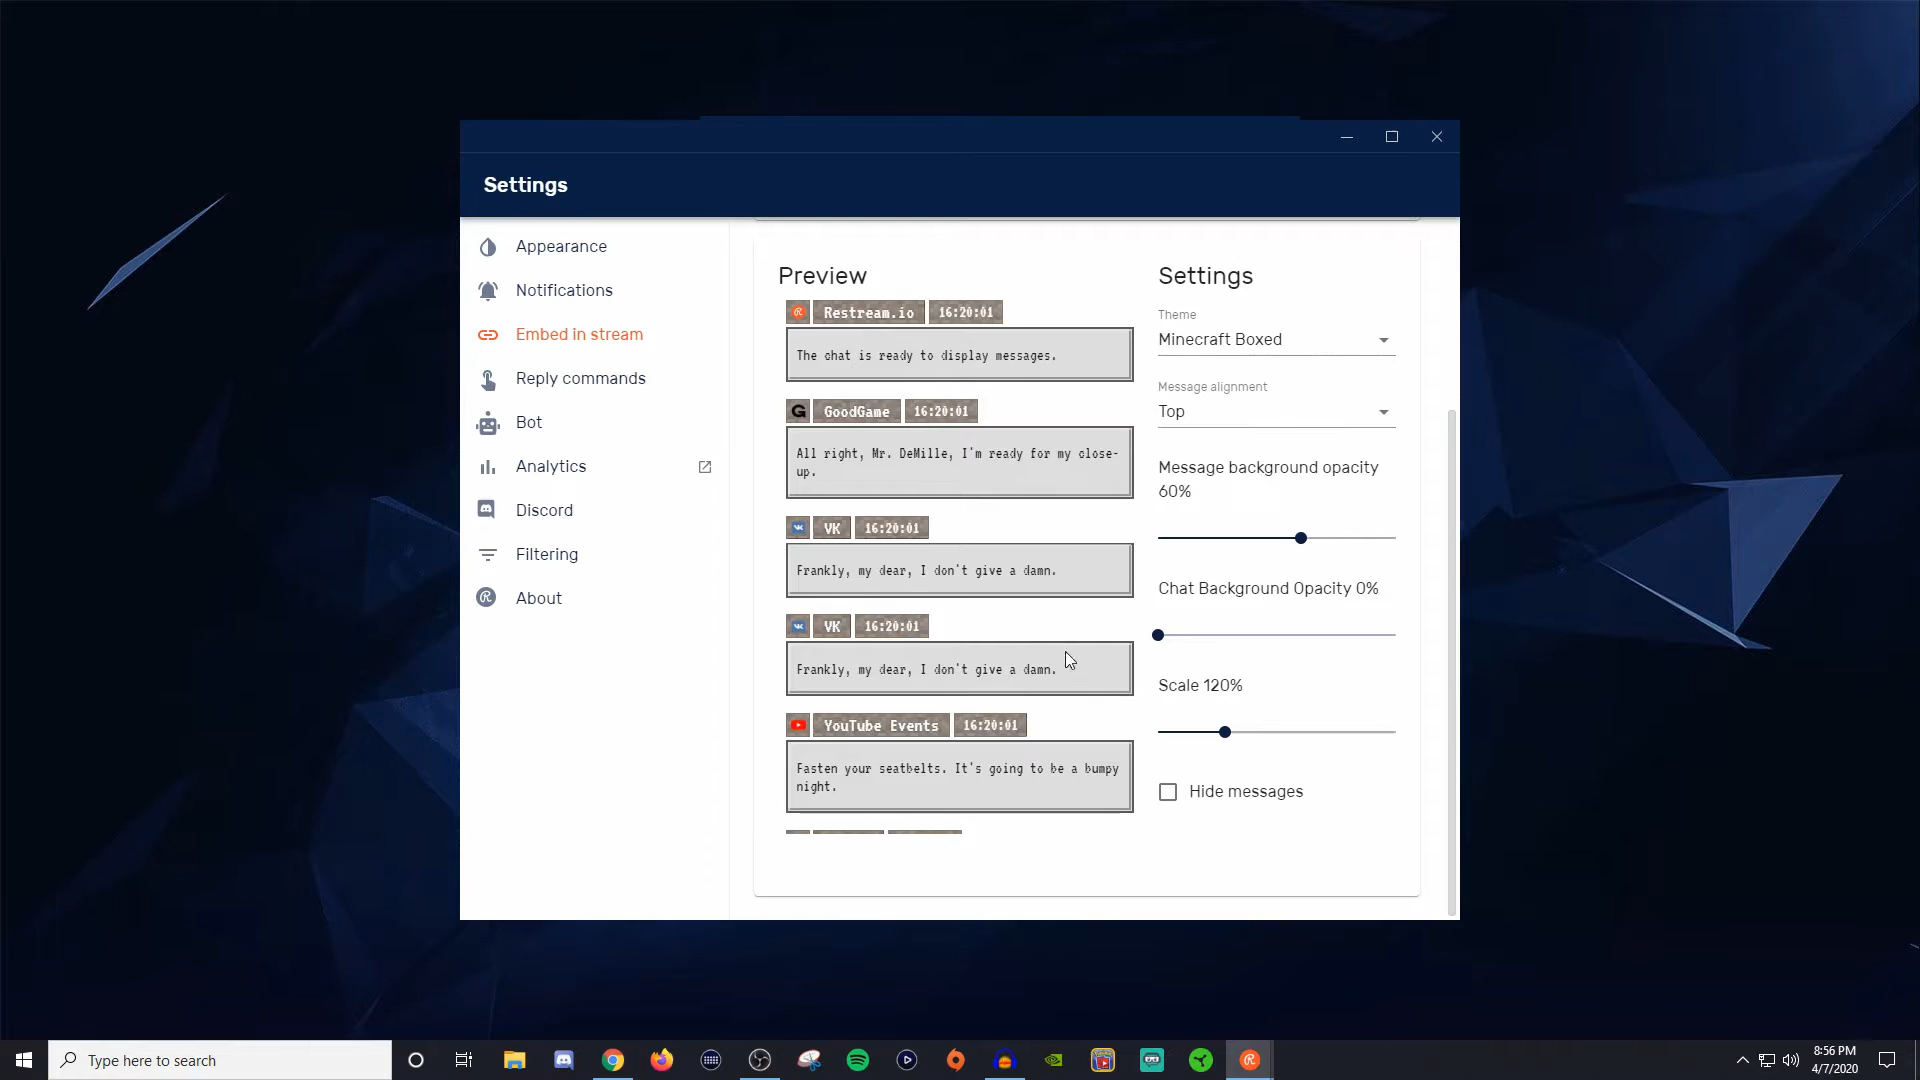 Settings
Appearance
Notifications
Embed in stream
Reply commands
Bot
Analytics
Discord
Filtering
About
Preview
Restream.io 16:20:01
The chat is ready to display messages.
GoodGame 16:20:01
All right, Mr. DeMille, I'm ready for my close-
up.
VK 16:20:01
Frankly, my dear, I don't give a damn.
VK 16:20:01
Frankly, my dear, I don't give a damn.
YouTube Events 16:20:01
Fasten your seatbelts. It's going to be a bumpy
night.
Settings
Theme
Minecraft Boxed
Message alignment
Top
Message background opacity
60%
Chat Background Opacity 0%
Scale 120%
Hide messages
Type here to search
8:56 PM
4/7/2020